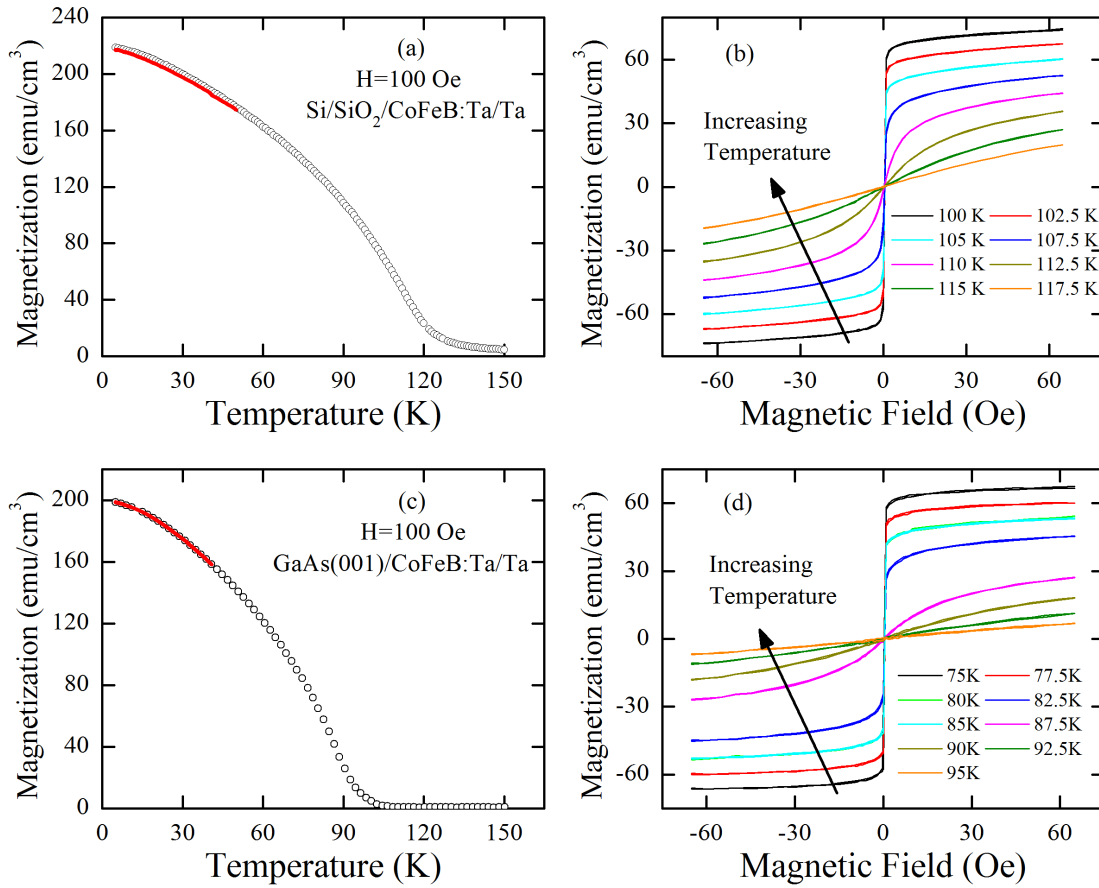 (a)
H=100 Oe
Si/SiO2/CoFeB:Ta/Ta
240
200
160
120
80
40
0
0 30 60 90 120 150
Magnetization (emu/cm3)
Temperature (K)
(b)
Increasing
Temperature
60
30
0
-30
-60
-60 -30 0 30 60
100 K 102.5 K
105 K 107.5 K
110 K 112.5 K
115 K 117.5 K
Magnetization (emu/cm3)
Magnetic Field (Oe)
(c)
H=100 Oe
GaAs(001)/CoFeB:Ta/Ta
200
160
120
80
40
0
0 30 60 90 120 150
Magnetization (emu/cm3)
Temperature (K)
(d)
Increasing
Temperature
60
30
0
-30
-60
-60 -30 0 30 60
75K 77.5K
80K 82.5K
85K 87.5K
90K 92.5K
95K
Magnetization (emu/cm3)
Magnetic Field (Oe)